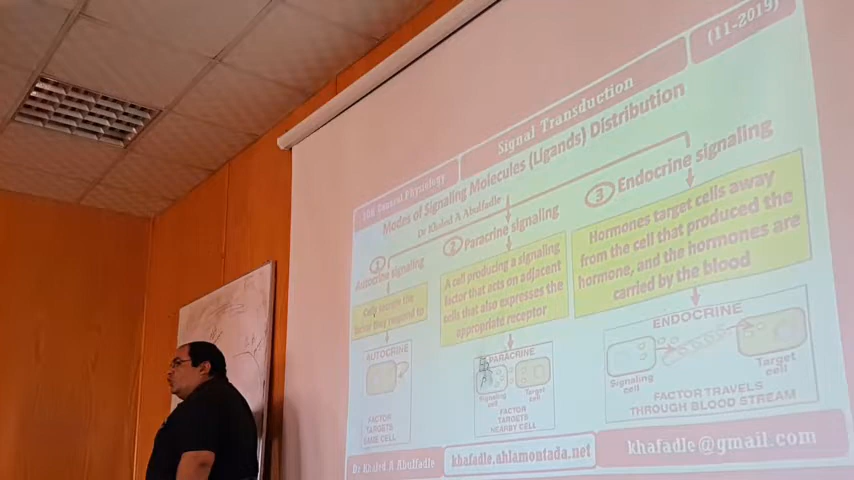 108 General Physiology
Signal Transduction
(11-2019)
Modes of Signaling Molecules (Ligands) Distribution
Dr Khaled A Abulfadle
1
Autocrine signaling
2
Paracrine signaling
3
Endocrine signaling
Cells secrete the
factor they respond to
A cell producing a signaling
factor that acts on adjacent
cells that also expresses the
appropriate receptor
Hormones target cells away
from the cell that produced the
hormone, and the hormones are
carried by the blood
AUTOCRINE
FACTOR
TARGETS
SAME CELL
PARACRINE
Signaling
cell
Target
cell
FACTOR
TARGETS
NEARBY CELL
ENDOCRINE
Signaling
cell
Target
cell
FACTOR TRAVELS
THROUGH BLOOD STREAM
Dr Khaled A Abulfadle
khafadle.ahlamontada.net
khafadle@gmail.com